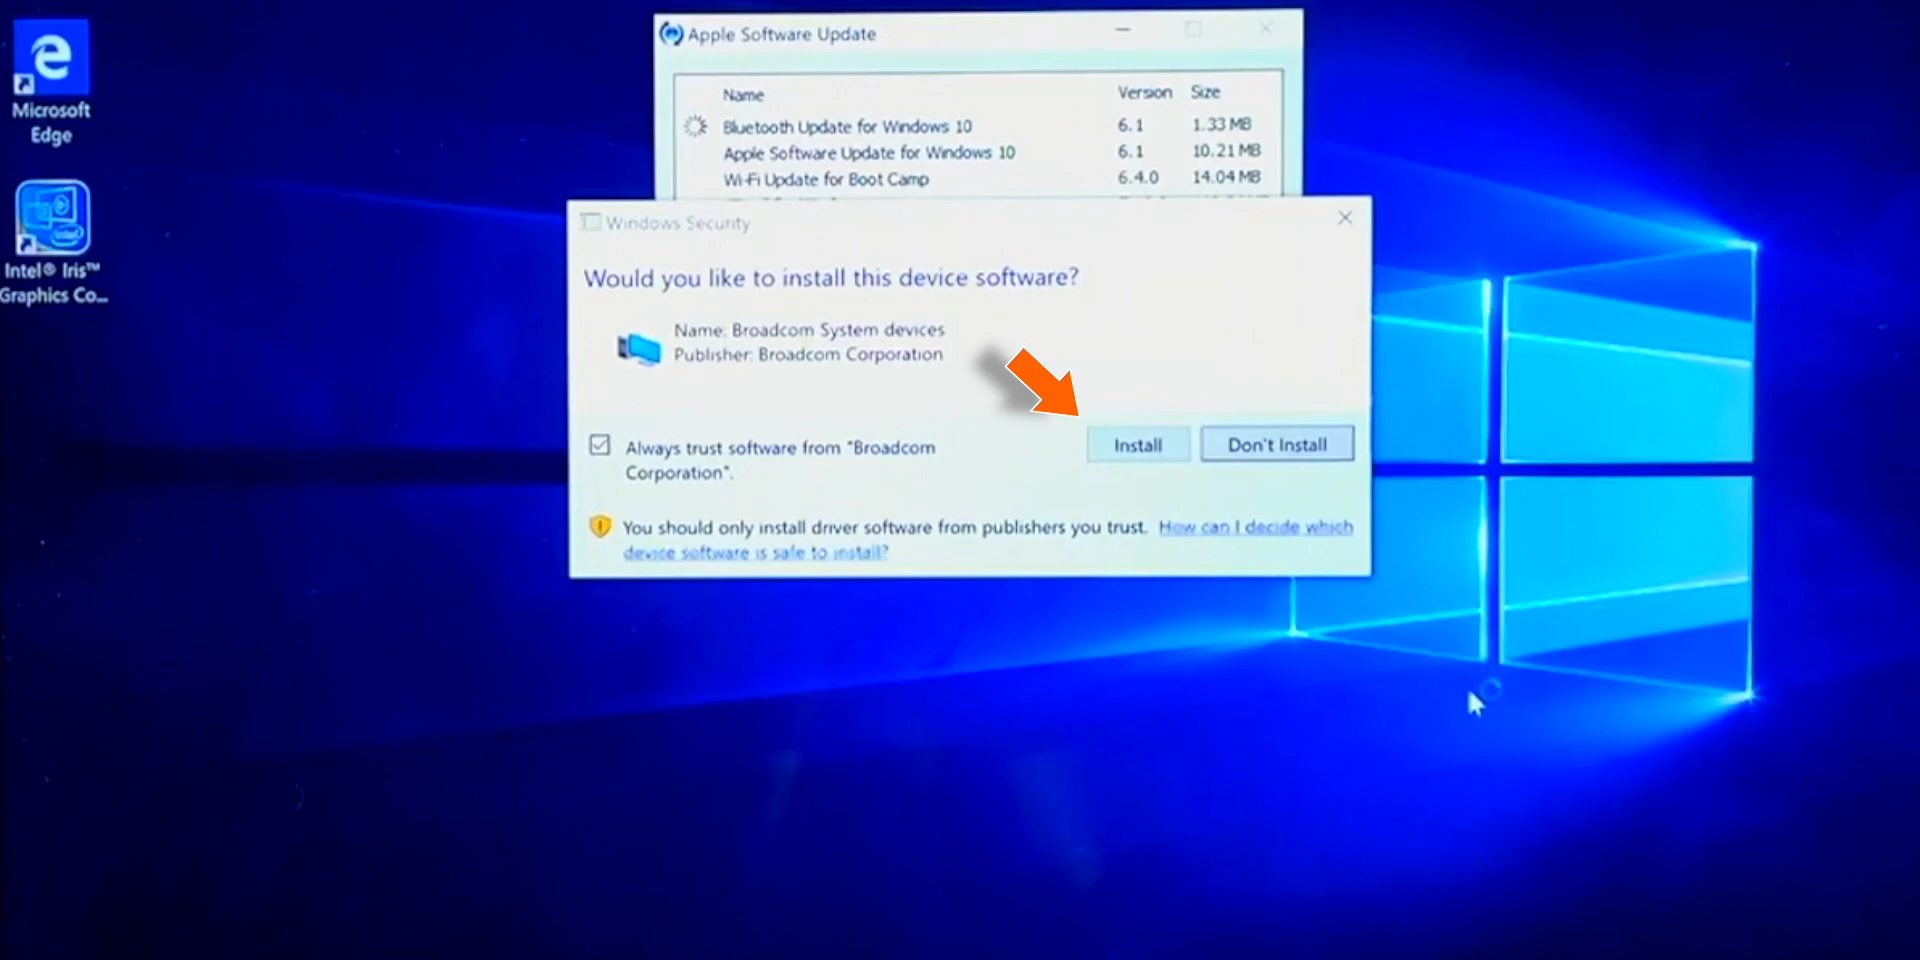 Microsoft
Edge
Intel® Iris™
Graphics Co...
Apple Software Update
Name Version Size
Bluetooth Update for Windows 10 6.1 1.33 MB
Apple Software Update for Windows 10 6.1 10.21 MB
Wi-Fi Update for Boot Camp 6.4.0 14.04 MB
Windows Security
Would you like to install this device software?
Name: Broadcom System devices
Publisher: Broadcom Corporation
Always trust software from "Broadcom
Corporation".
Install
Don't Install
You should only install driver software from publishers you trust. How can I decide which
device software is safe to install?